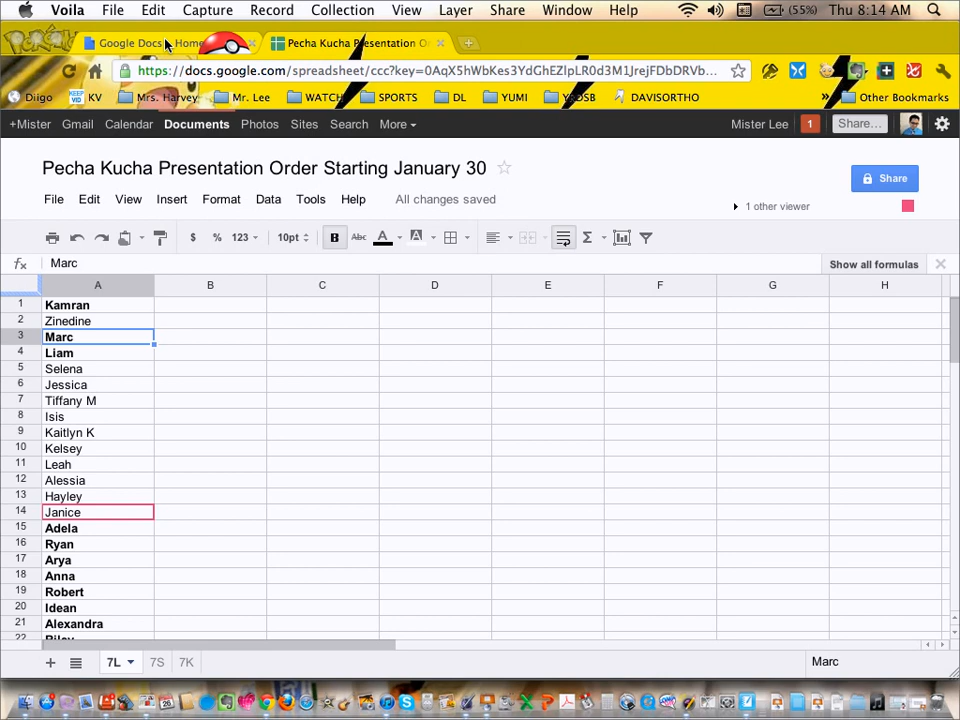 Voila File Edit Capture Record Collection View Layer Share Window Help (55%) Thu 8:14 AM
Google Docs - Home Pecha Kucha Presentation Or
https://docs.google.com/spreadsheet/ccc?key=0AqX5hWbKes3YdGhEZlpLR0d3M1JrejFDbDRVb...
Diigo KEEP VID KV Mrs. Harvey Mr. Lee WATCH SPORTS DL YUMI YRDSB DAVISORTHO » Other Bookmarks
+Mister Gmail Calendar Documents Photos Sites Search More Mister Lee 1 Share...
Pecha Kucha Presentation Order Starting January 30
Share
File Edit View Insert Format Data Tools Help All changes saved
1 other viewer
$ % 123 10pt B Abc A A Σ
fx Marc Show all formulas
A B C D E F G H
1 Kamran
2 Zinedine
3 Marc
4 Liam
5 Selena
6 Jessica
7 Tiffany M
8 Isis
9 Kaitlyn K
10 Kelsey
11 Leah
12 Alessia
13 Hayley
14 Janice
15 Adela
16 Ryan
17 Arya
18 Anna
19 Robert
20 Idean
21 Alexandra
22 Riley
7L 7S 7K Marc